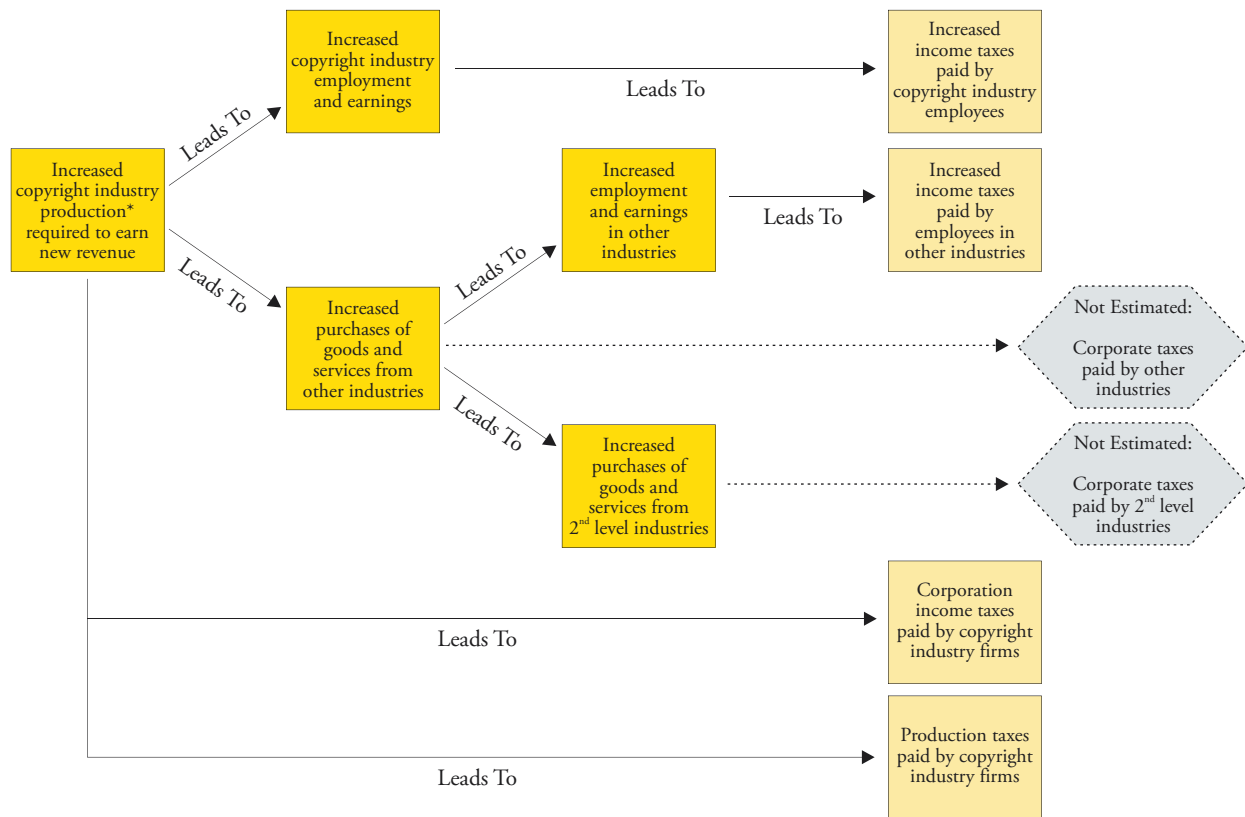 Increased
copyright industry
employment
and earnings
Leads To
Increased
income taxes
paid by
copyright industry
employees
Leads To
Increased
copyright industry
production*
required to earn
new revenue
Leads To
Increased
employment
and earnings
in other
industries
Leads To
Increased
income taxes
paid by
employees in
other industries
Leads To
Increased
purchases of
goods and
services from
other industries
Not Estimated:
Corporate taxes
paid by other
industries
Leads To
Increased
purchases of
goods and
services from
2nd level industries
Not Estimated:
Corporate taxes
paid by 2nd level
industries
Leads To
Corporation
income taxes
paid by copyright
industry firms
Leads To
Production taxes
paid by copyright
industry firms